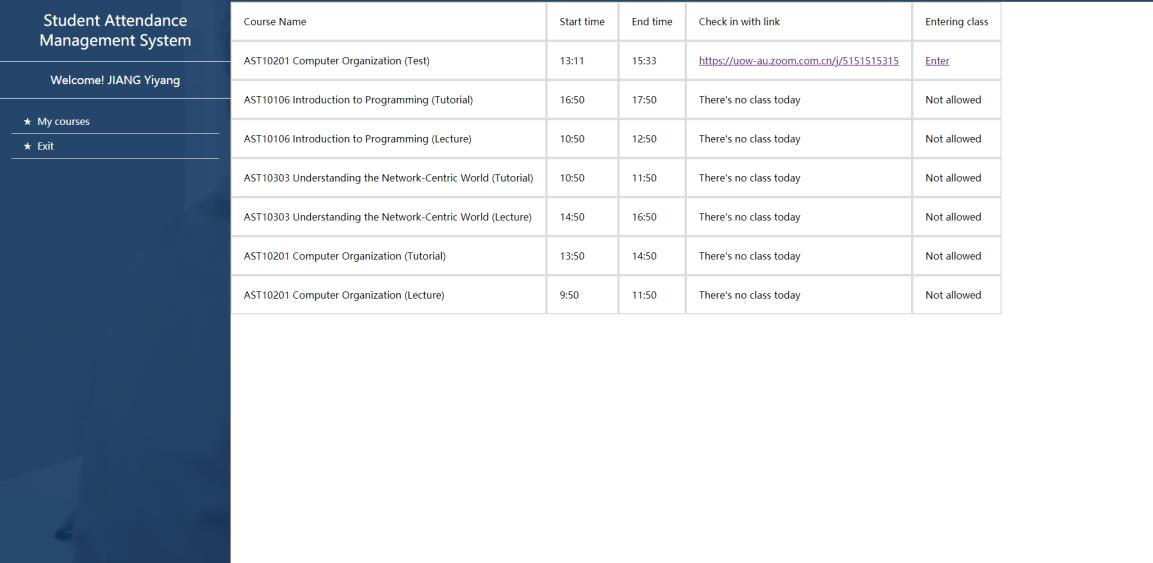 Student Attendance
Management System
Welcome! JIANG Yiyang
★ My courses
★ Exit
Course Name Start time End time Check in with link Entering class
AST10201 Computer Organization (Test) 13:11 15:33 https://uow-au.zoom.com.cn/j/5151515315 Enter
AST10106 Introduction to Programming (Tutorial) 16:50 17:50 There's no class today Not allowed
AST10106 Introduction to Programming (Lecture) 10:50 12:50 There's no class today Not allowed
AST10303 Understanding the Network-Centric World (Tutorial) 10:50 11:50 There's no class today Not allowed
AST10303 Understanding the Network-Centric World (Lecture) 14:50 16:50 There's no class today Not allowed
AST10201 Computer Organization (Tutorial) 13:50 14:50 There's no class today Not allowed
AST10201 Computer Organization (Lecture) 9:50 11:50 There's no class today Not allowed